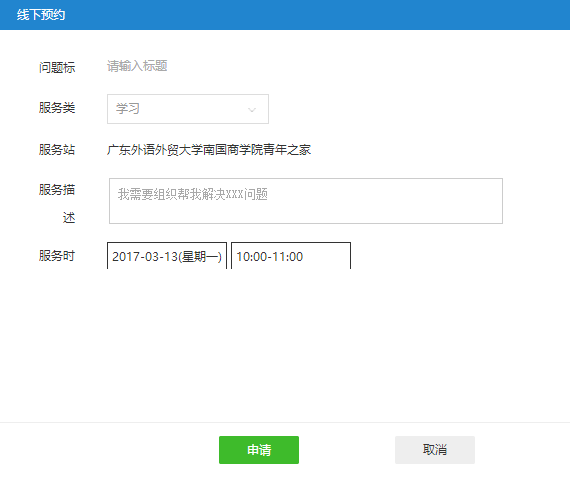 线下预约
问题标 请输入标题
服务类 学习
服务站 广东外语外贸大学南国商学院青年之家
服务描述 我需要组织帮我解决XXX问题
服务时 2017-03-13(星期一) 10:00-11:00
申请 取消